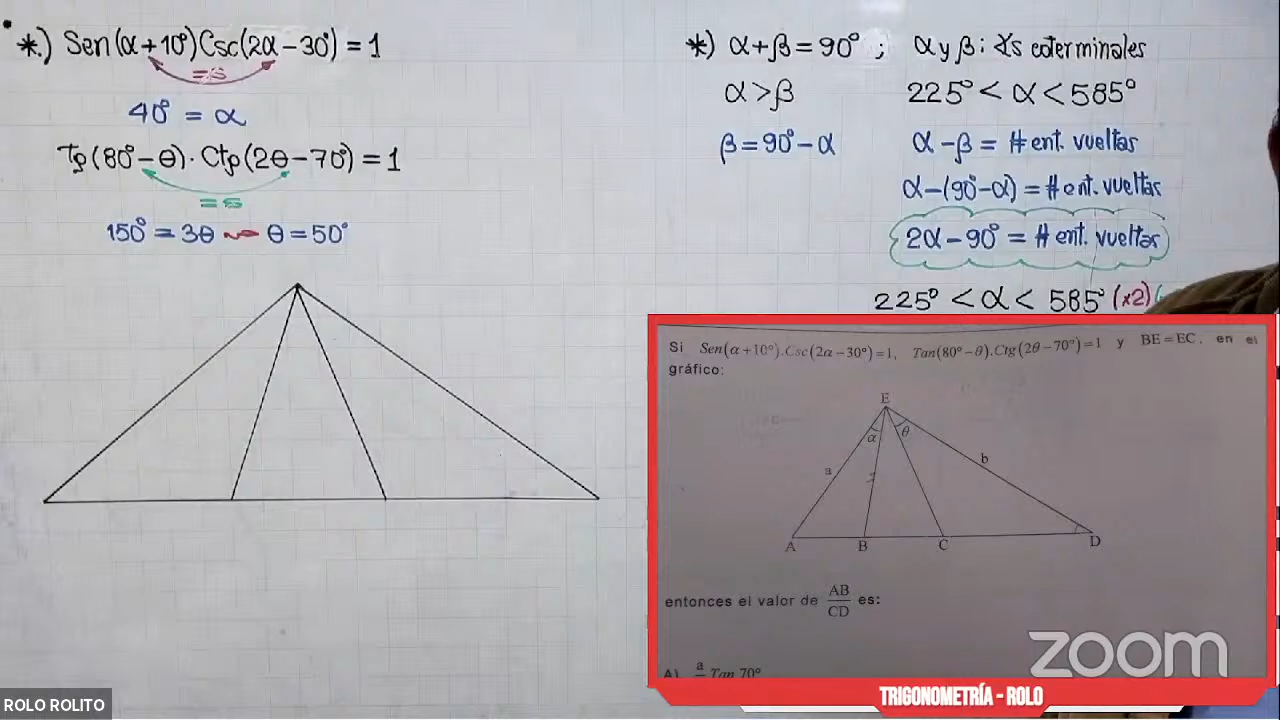 *.) Sen(α+10°)Csc(2α−30°) = 1
=s
40° = α
Tg(80°−θ)·Ctg(2θ−70°) = 1
=s
150° = 3θ θ = 50°
*) α+β = 90° ; α y β : ∡s coterminales
α > β 225° < α < 585°
β = 90° − α α − β = # ent. vueltas
α − (90° − α) = # ent. vueltas
2α − 90° = # ent. vueltas
225° < α < 585° (×2)
Si Sen(α+10°).Csc(2α−30°)=1, Tan(80°−θ).Ctg(2θ−70°)=1 y BE=EC, en el
gráfico:
E
α θ
a b
A B C D
entonces el valor de AB/CD es:
A) a Tan 70°
zoom
ROLO ROLITO
TRIGONOMETRÍA - ROLO